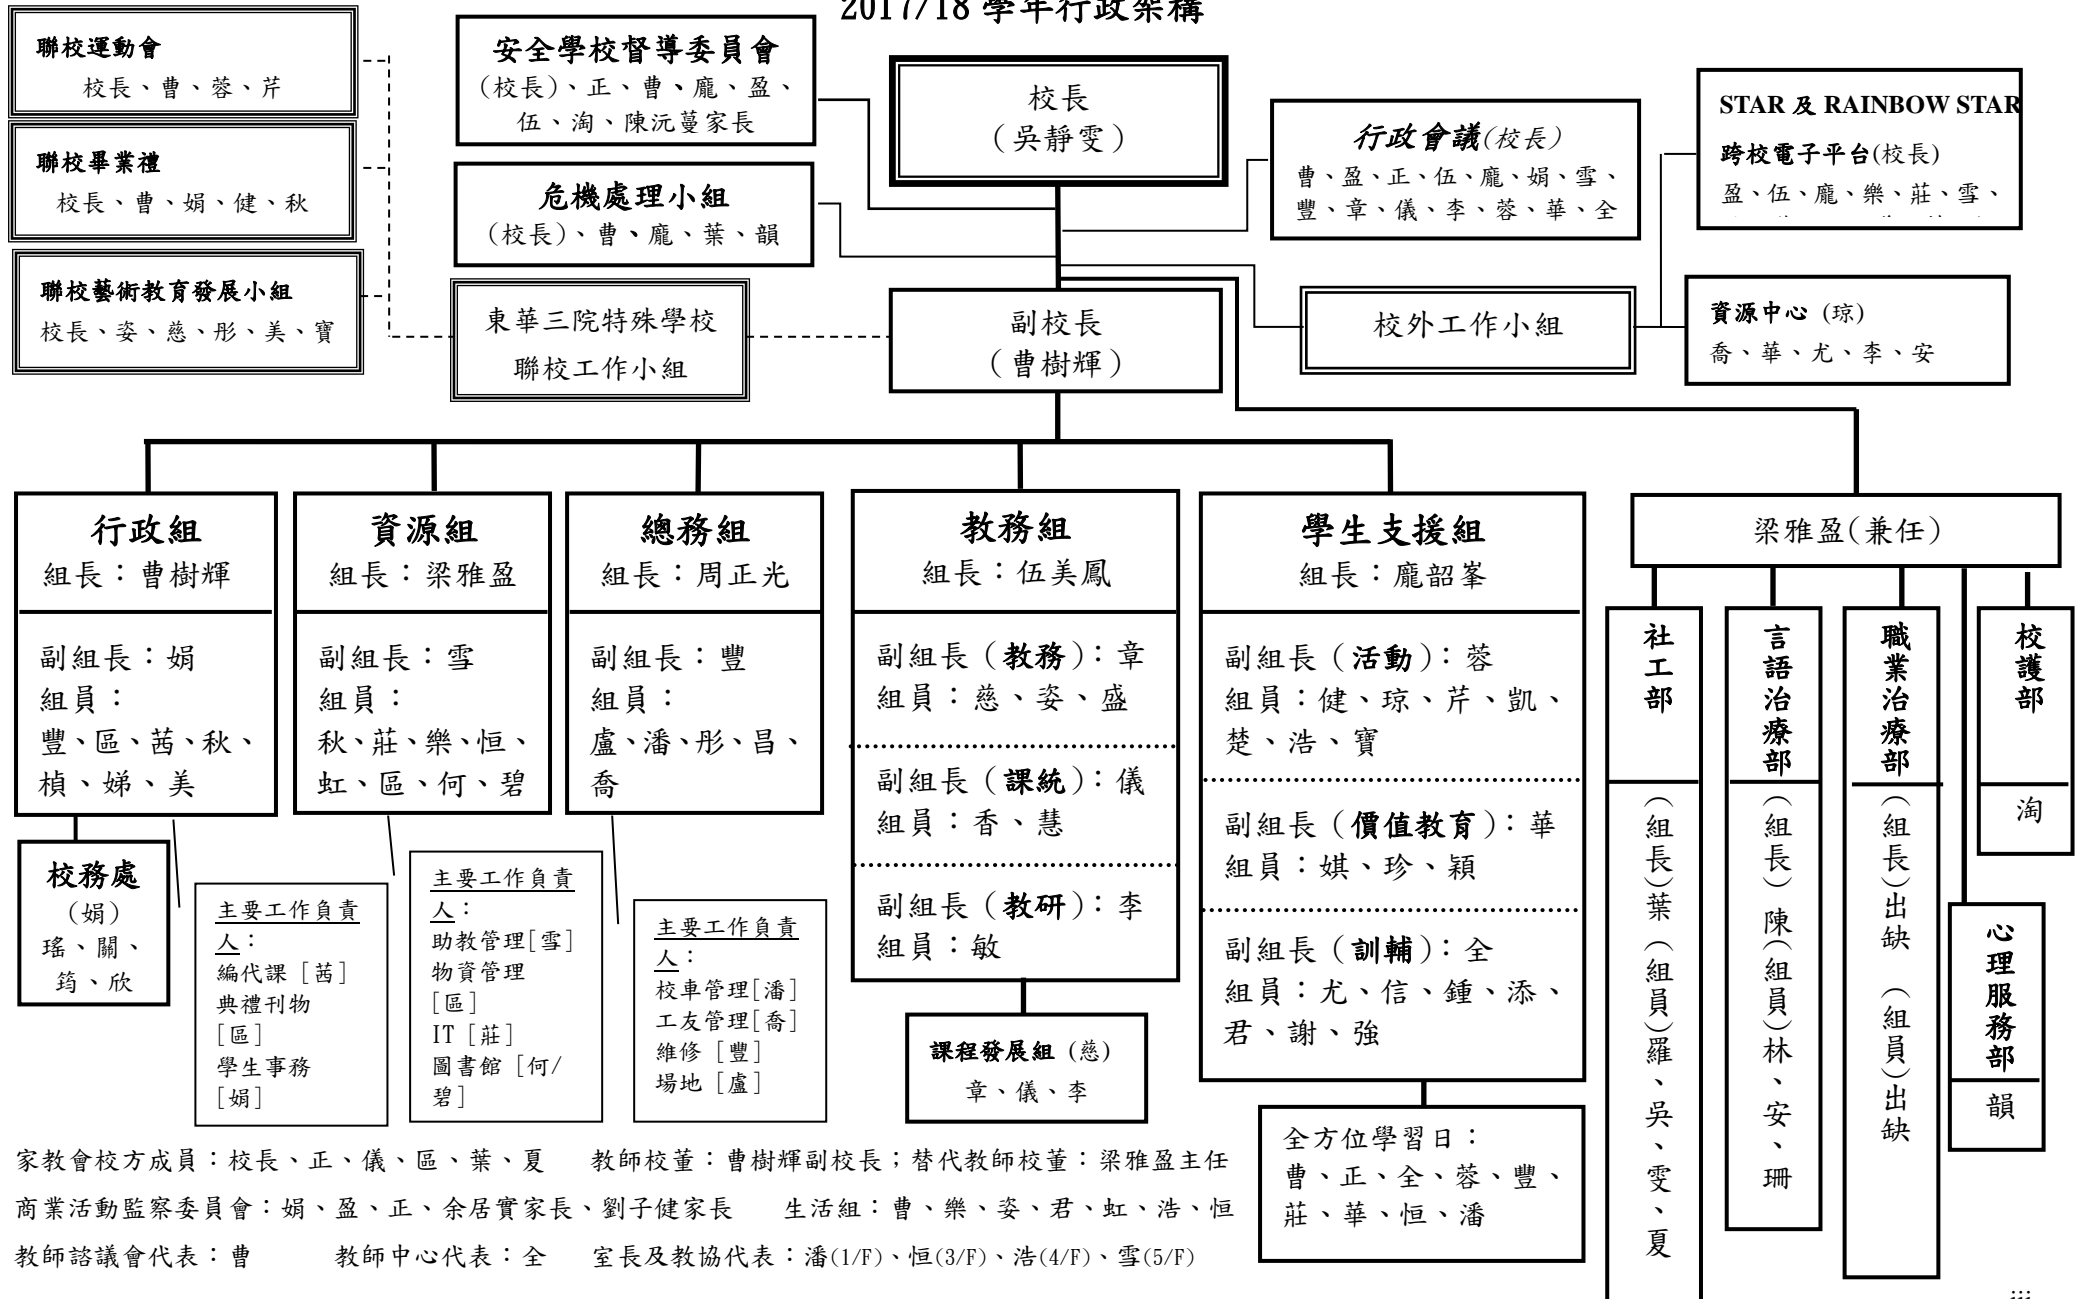 2017/18 學年行政架構
聯校運動會
校長、曹、蓉、芹
聯校畢業禮
校長、曹、娟、健、秋
聯校藝術教育發展小組
校長、姿、慈、彤、美、寶
安全學校督導委員會
(校長)、正、曹、龐、盈、
伍、淘、陳沅蔓家長
危機處理小組
(校長)、曹、龐、葉、韻
東華三院特殊學校
聯校工作小組
校長
(吳靜雯)
副校長
(曹樹輝)
行政會議(校長)
曹、盈、正、伍、龐、娟、雪、
豐、章、儀、李、蓉、華、全
校外工作小組
STAR 及 RAINBOW STAR
跨校電子平台(校長)
盈、伍、龐、樂、莊、雪、
資源中心 (琼)
喬、華、尤、李、安
行政組
組長：曹樹輝
副組長：娟
組員：
豐、區、茜、秋、
楨、娣、美
校務處
(娟)
瑤、關、
筠、欣
主要工作負責
人：
編代課 [茜]
典禮刊物
[區]
學生事務
[娟]
資源組
組長：梁雅盈
副組長：雪
組員：
秋、莊、樂、恒、
虹、區、何、碧
主要工作負責
人：
助教管理[雪]
物資管理
[區]
IT [莊]
圖書館 [何/
碧]
總務組
組長：周正光
副組長：豐
組員：
盧、潘、彤、昌、
喬
主要工作負責
人：
校車管理[潘]
工友管理[喬]
維修 [豐]
場地 [盧]
教務組
組長：伍美鳳
副組長（教務）：章
組員：慈、姿、盛
副組長（課統）：儀
組員：香、慧
副組長（教研）：李
組員：敏
課程發展組 (慈)
章、儀、李
學生支援組
組長：龐韶峯
副組長（活動）：蓉
組員：健、琼、芹、凱、
楚、浩、寶
副組長（價值教育）：華
組員：娸、珍、穎
副組長（訓輔）：全
組員：尤、信、鍾、添、
君、謝、強
全方位學習日：
曹、正、全、蓉、豐、
莊、華、恒、潘
梁雅盈(兼任)
社工部
(組長)葉 (組員)羅、吳、雯、夏
言語治療部
(組長) 陳(組員)林、安、珊
職業治療部
(組長)出缺 (組員)出缺
心理服務部
韻
校護部
淘
家教會校方成員：校長、正、儀、區、葉、夏 教師校董：曹樹輝副校長；替代教師校董：梁雅盈主任
商業活動監察委員會：娟、盈、正、余居實家長、劉子健家長 生活組：曹、樂、姿、君、虹、浩、恒
教師諮議會代表：曹 教師中心代表：全 室長及教協代表：潘(1/F)、恒(3/F)、浩(4/F)、雪(5/F)
iii